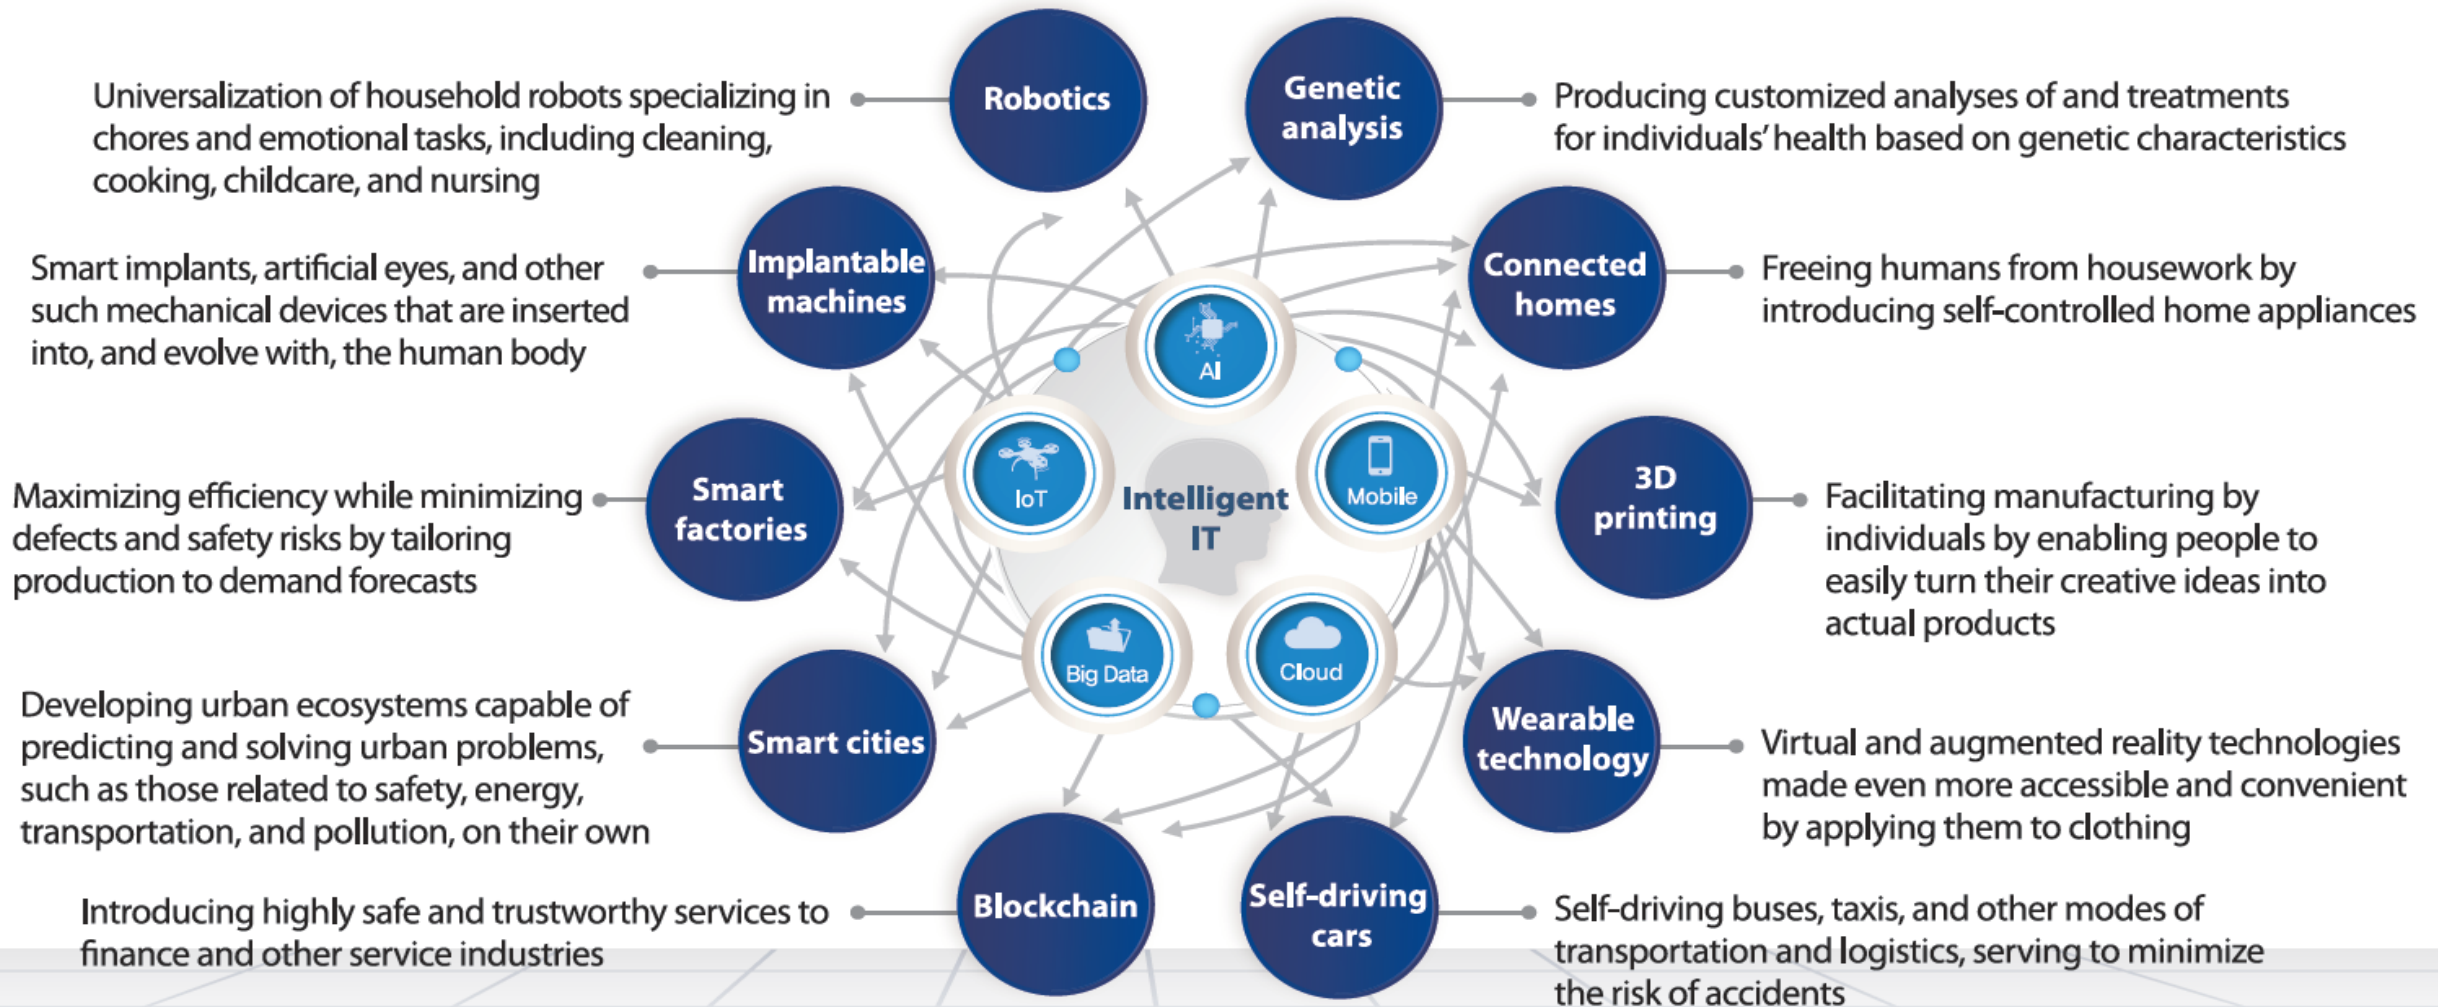 Robotics
Universalization of household robots specializing in
chores and emotional tasks, including cleaning,
cooking, childcare, and nursing
Genetic
analysis
Producing customized analyses of and treatments
for individuals' health based on genetic characteristics
Implantable
machines
Smart implants, artificial eyes, and other
such mechanical devices that are inserted
into, and evolve with, the human body
Connected
homes
Freeing humans from housework by
introducing self-controlled home appliances
AI
IoT
Intelligent
IT
Mobile
Big Data
Cloud
Smart
factories
Maximizing efficiency while minimizing
defects and safety risks by tailoring
production to demand forecasts
3D
printing
Facilitating manufacturing by
individuals by enabling people to
easily turn their creative ideas into
actual products
Smart cities
Developing urban ecosystems capable of
predicting and solving urban problems,
such as those related to safety, energy,
transportation, and pollution, on their own
Wearable
technology
Virtual and augmented reality technologies
made even more accessible and convenient
by applying them to clothing
Blockchain
Introducing highly safe and trustworthy services to
finance and other service industries
Self-driving
cars
Self-driving buses, taxis, and other modes of
transportation and logistics, serving to minimize
the risk of accidents